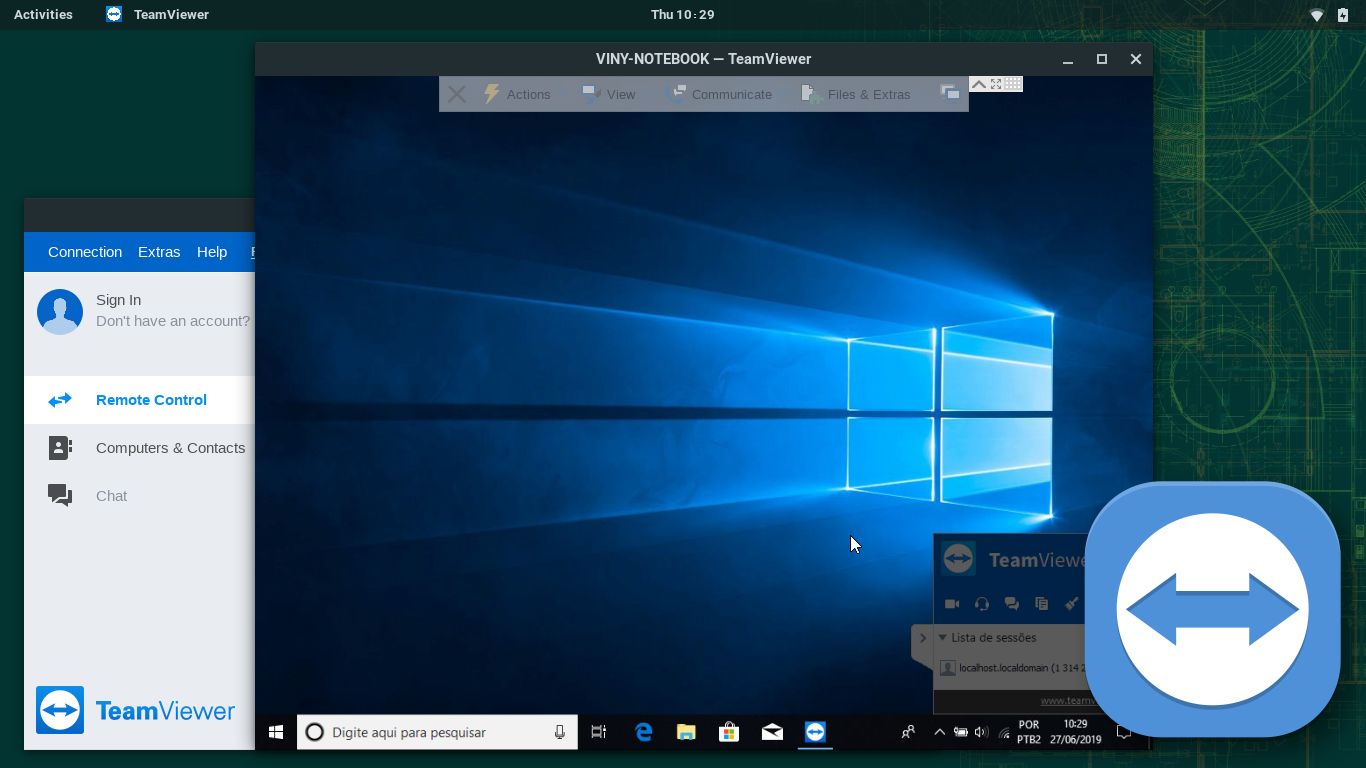 Activities TeamViewer Thu 10:29
VINY-NOTEBOOK — TeamViewer
Actions View Communicate Files & Extras
Connection Extras Help
Sign In
Don't have an account?
Remote Control
Computers & Contacts
Chat
TeamViewer
TeamViewe
Lista de sessões
localhost.localdomain (1 314 2
www.teamv
Digite aqui para pesquisar
POR
PTB2
10:29
27/06/2019